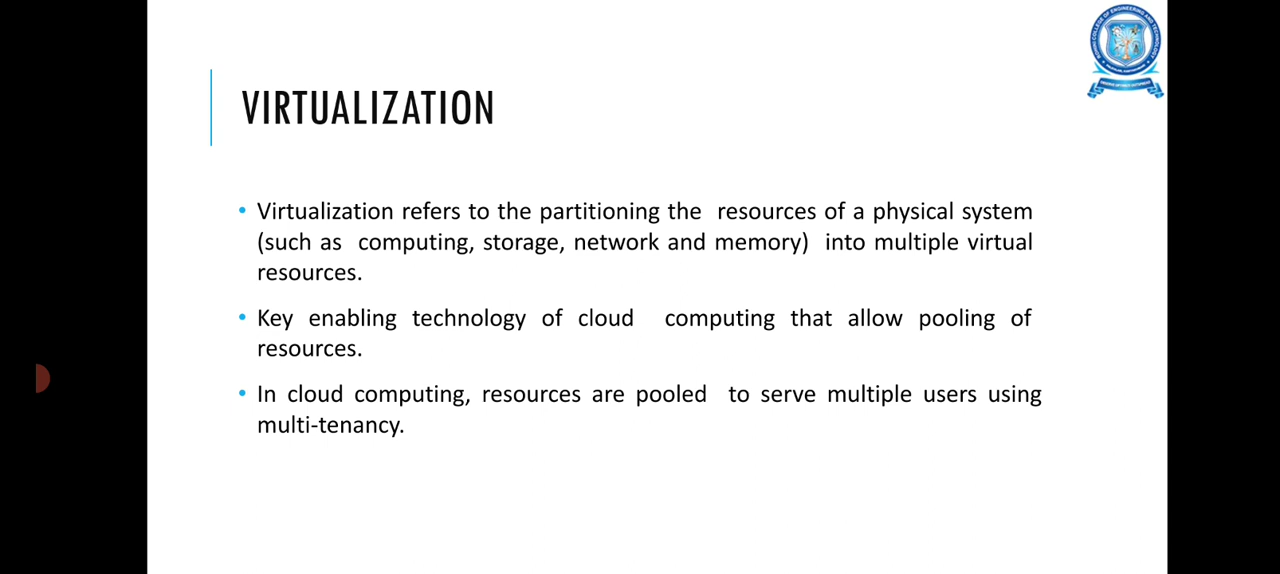 VIRTUALIZATION
• Virtualization refers to the partitioning the resources of a physical system
(such as computing, storage, network and memory) into multiple virtual
resources.
• Key enabling technology of cloud computing that allow pooling of
resources.
• In cloud computing, resources are pooled to serve multiple users using
multi-tenancy.